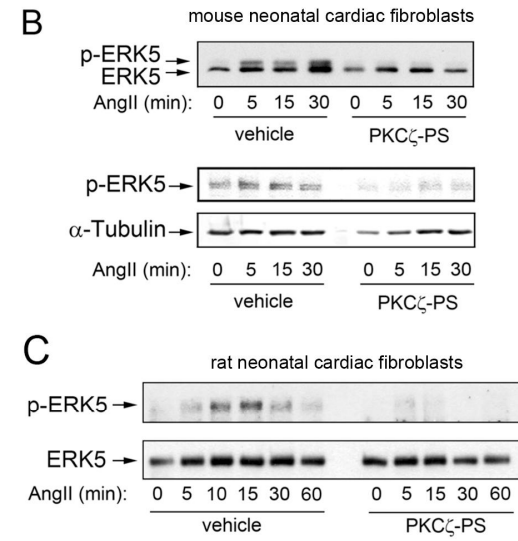 B
mouse neonatal cardiac fibroblasts
p-ERK5
ERK5
AngII (min): 0 5 15 30 0 5 15 30
vehicle PKCζ-PS
p-ERK5
α-Tubulin
AngII (min): 0 5 15 30 0 5 15 30
vehicle PKCζ-PS
C
rat neonatal cardiac fibroblasts
p-ERK5
ERK5
AngII (min): 0 5 10 15 30 60 0 5 15 30 60
vehicle PKCζ-PS